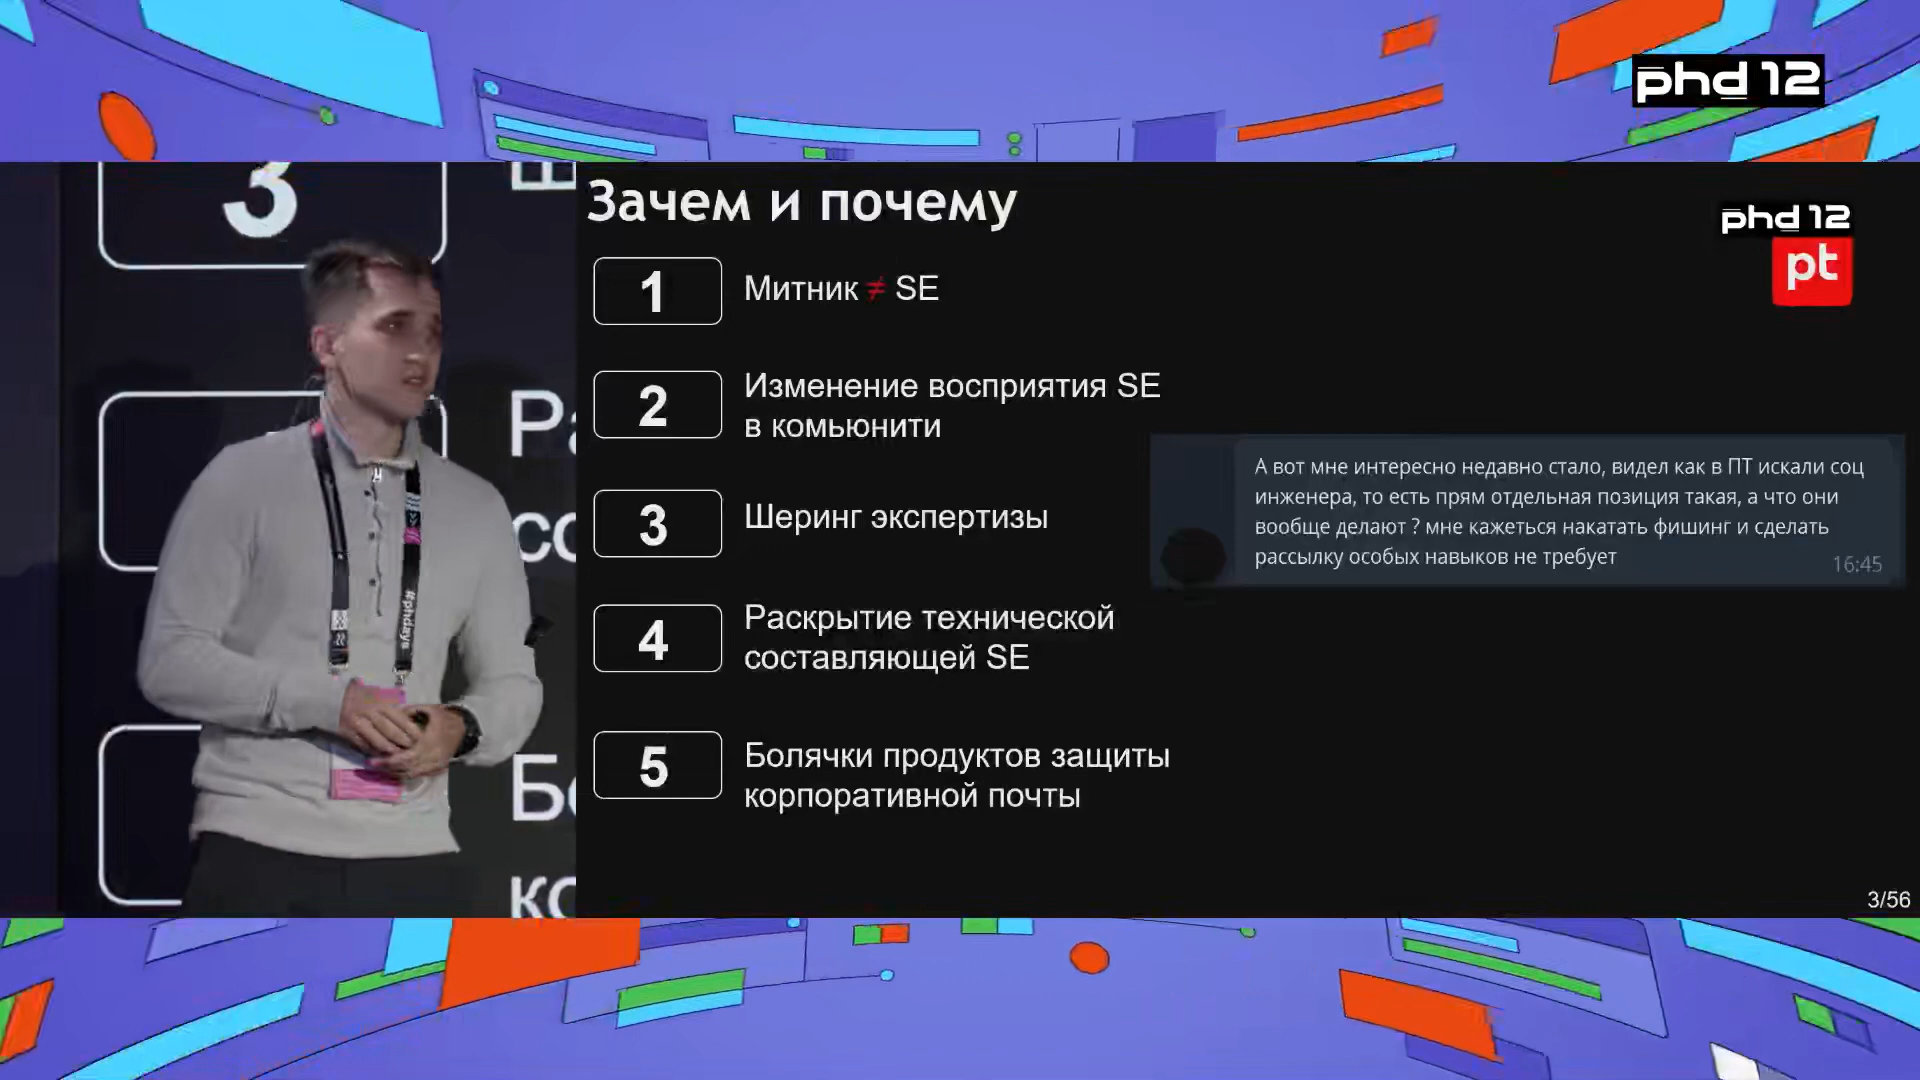 phd 12
3
Зачем и почему
phd 12
pt
1
Митник ≠ SE
2
Изменение восприятия SE
в комьюнити
А вот мне интересно недавно стало, видел как в ПТ искали соц
инженера, то есть прям отдельная позиция такая, а что они
вообще делают ? мне кажеться накатать фишинг и сделать
рассылку особых навыков не требует
16:45
3
Шеринг экспертизы
4
Раскрытие технической
составляющей SE
5
Болячки продуктов защиты
корпоративной почты
#phdays
3/56